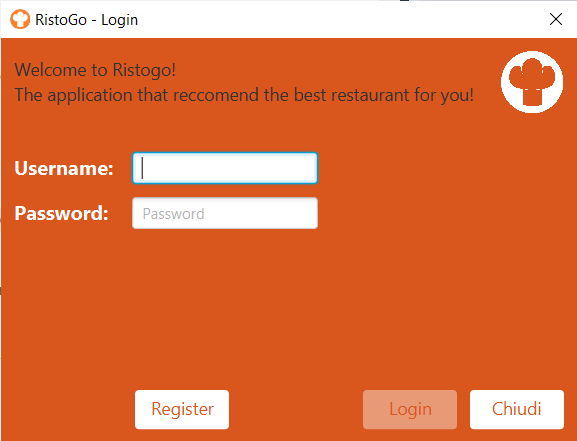 RistoGo - Login
Welcome to Ristogo!
The application that reccomend the best restaurant for you!
Username:
Password:
Password
Register
Login
Chiudi